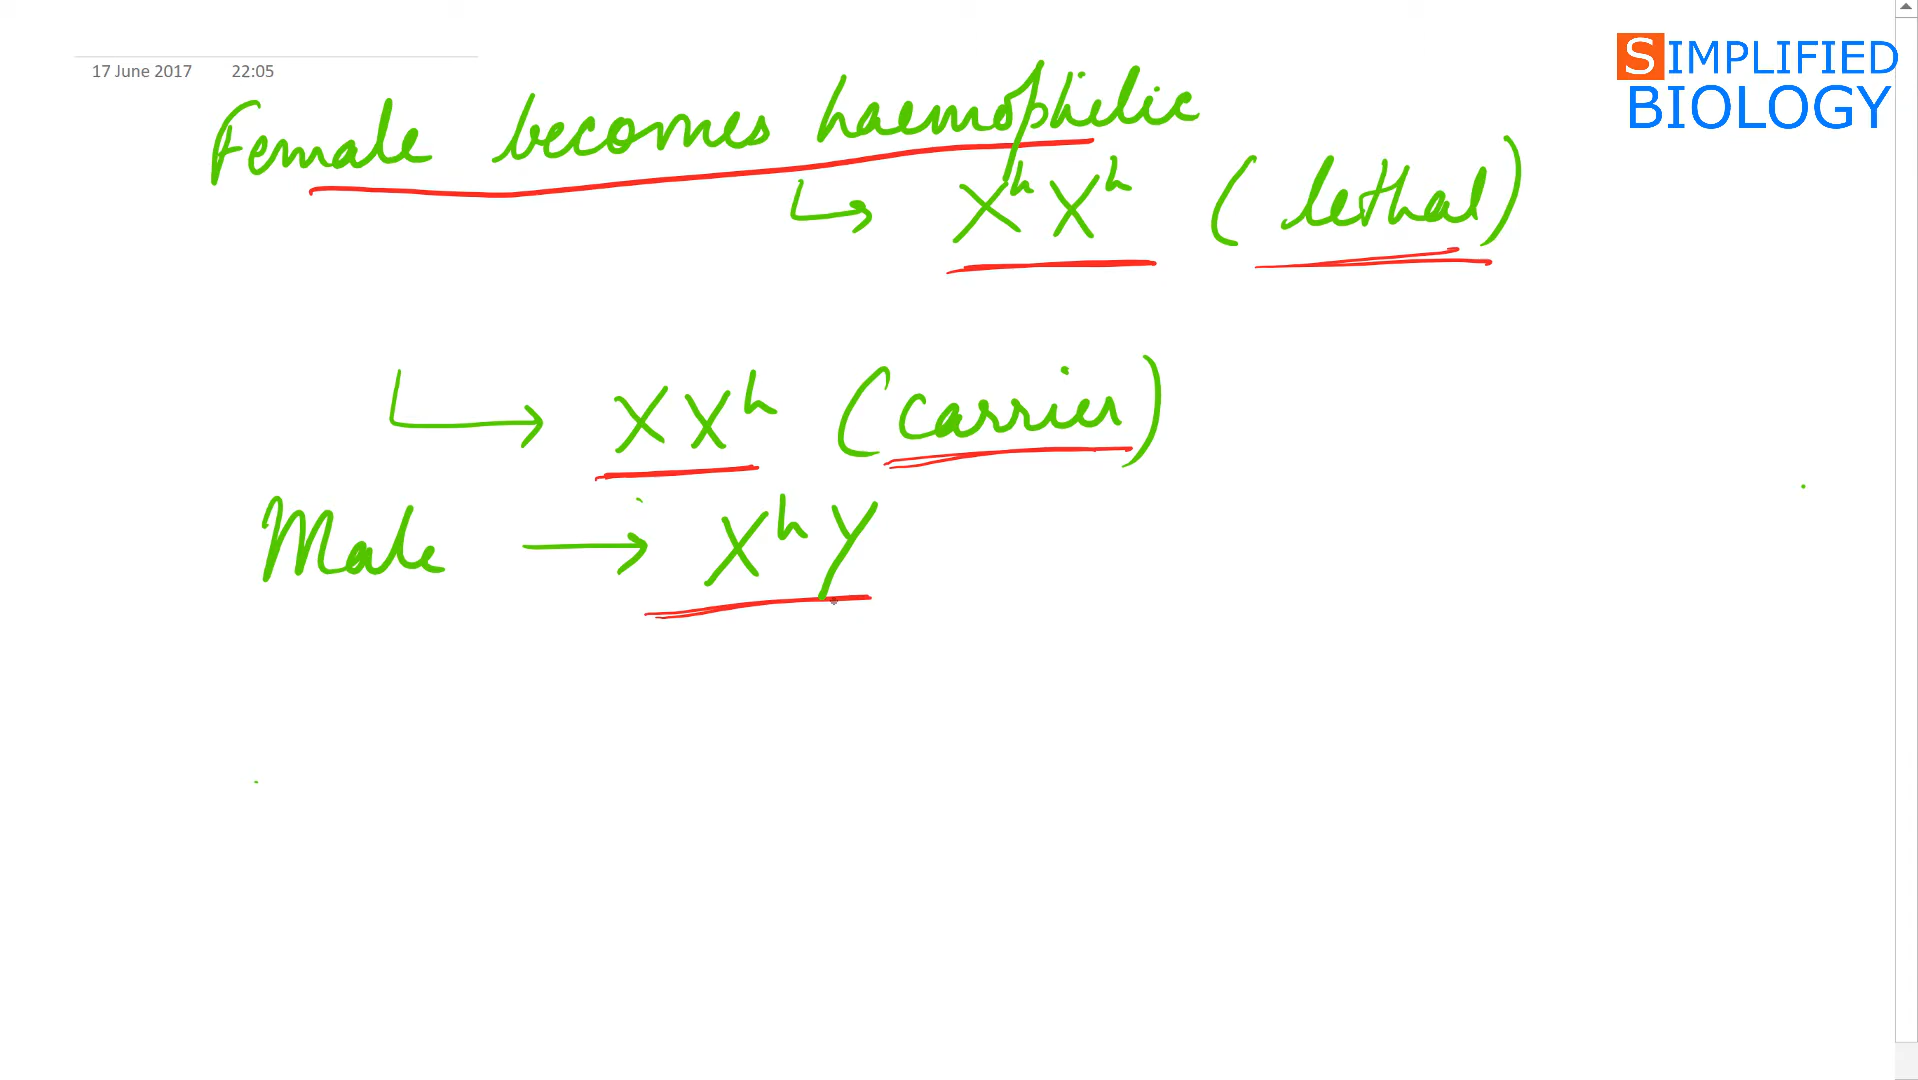 17 June 2017 22:05
SIMPLIFIED
BIOLOGY
Female becomes haemophilic
↳ XʰXʰ (lethal)
↳ XXʰ (carrier)
Male → XʰY